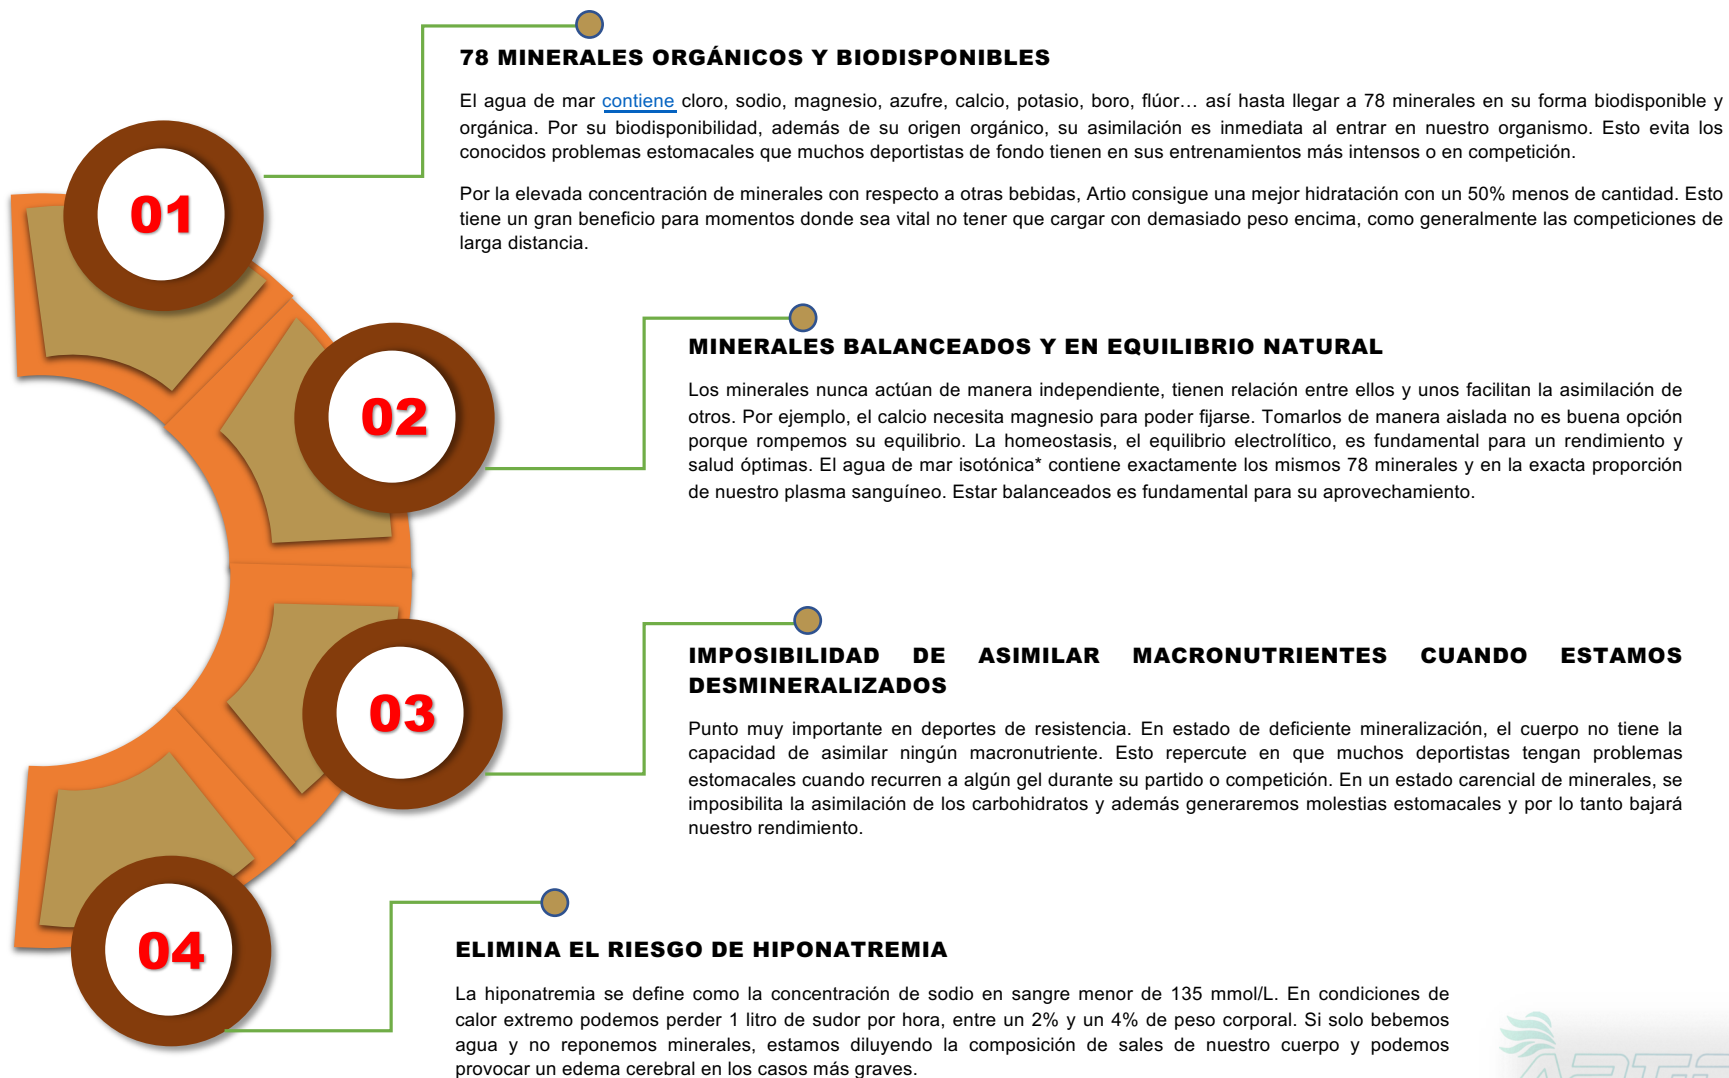 01
78 MINERALES ORGÁNICOS Y BIODISPONIBLES
El agua de mar contiene cloro, sodio, magnesio, azufre, calcio, potasio, boro, flúor... así hasta llegar a 78 minerales en su forma biodisponible y
orgánica. Por su biodisponibilidad, además de su origen orgánico, su asimilación es inmediata al entrar en nuestro organismo. Esto evita los
conocidos problemas estomacales que muchos deportistas de fondo tienen en sus entrenamientos más intensos o en competición.
Por la elevada concentración de minerales con respecto a otras bebidas, Artio consigue una mejor hidratación con un 50% menos de cantidad. Esto
tiene un gran beneficio para momentos donde sea vital no tener que cargar con demasiado peso encima, como generalmente las competiciones de
larga distancia.
02
MINERALES BALANCEADOS Y EN EQUILIBRIO NATURAL
Los minerales nunca actúan de manera independiente, tienen relación entre ellos y unos facilitan la asimilación de
otros. Por ejemplo, el calcio necesita magnesio para poder fijarse. Tomarlos de manera aislada no es buena opción
porque rompemos su equilibrio. La homeostasis, el equilibrio electrolítico, es fundamental para un rendimiento y
salud óptimas. El agua de mar isotónica* contiene exactamente los mismos 78 minerales y en la exacta proporción
de nuestro plasma sanguíneo. Estar balanceados es fundamental para su aprovechamiento.
03
IMPOSIBILIDAD DE ASIMILAR MACRONUTRIENTES CUANDO ESTAMOS
DESMINERALIZADOS
Punto muy importante en deportes de resistencia. En estado de deficiente mineralización, el cuerpo no tiene la
capacidad de asimilar ningún macronutriente. Esto repercute en que muchos deportistas tengan problemas
estomacales cuando recurren a algún gel durante su partido o competición. En un estado carencial de minerales, se
imposibilita la asimilación de los carbohidratos y además generaremos molestias estomacales y por lo tanto bajará
nuestro rendimiento.
04
ELIMINA EL RIESGO DE HIPONATREMIA
La hiponatremia se define como la concentración de sodio en sangre menor de 135 mmol/L. En condiciones de
calor extremo podemos perder 1 litro de sudor por hora, entre un 2% y un 4% de peso corporal. Si solo bebemos
agua y no reponemos minerales, estamos diluyendo la composición de sales de nuestro cuerpo y podemos
provocar un edema cerebral en los casos más graves.